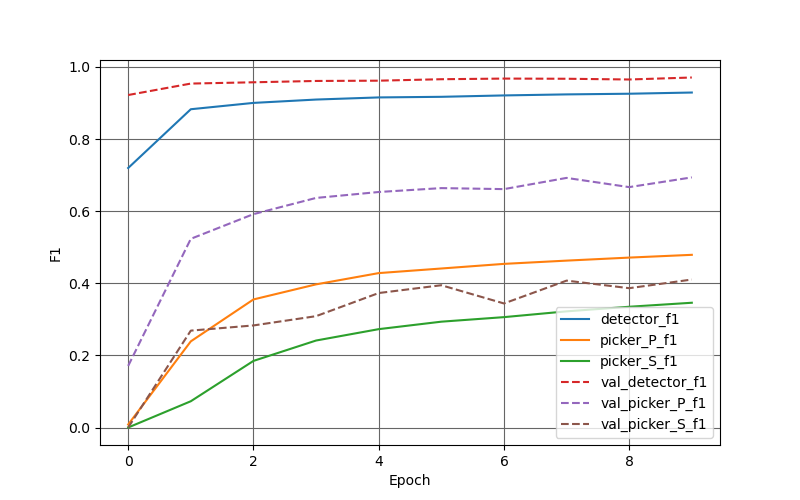 1.0
0.8
0.6
0.4
0.2
0.0
F1
0 2 4 6 8
Epoch
detector_f1
picker_P_f1
picker_S_f1
val_detector_f1
val_picker_P_f1
val_picker_S_f1